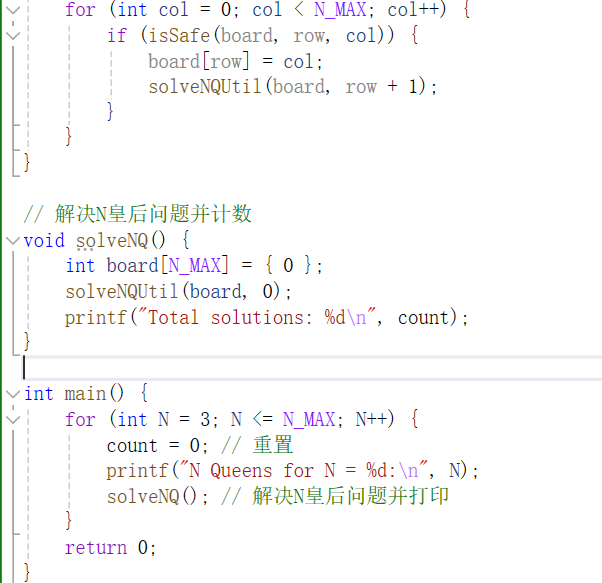 for (int col = 0; col < N_MAX; col++) {
if (isSafe(board, row, col)) {
board[row] = col;
solveNQUtil(board, row + 1);
}
}
}
// 解决N皇后问题并计数
void solveNQ() {
int board[N_MAX] = { 0 };
solveNQUtil(board, 0);
printf("Total solutions: %d\n", count);
}
int main() {
for (int N = 3; N <= N_MAX; N++) {
count = 0; // 重置
printf("N Queens for N = %d:\n", N);
solveNQ(); // 解决N皇后问题并打印
}
return 0;
}